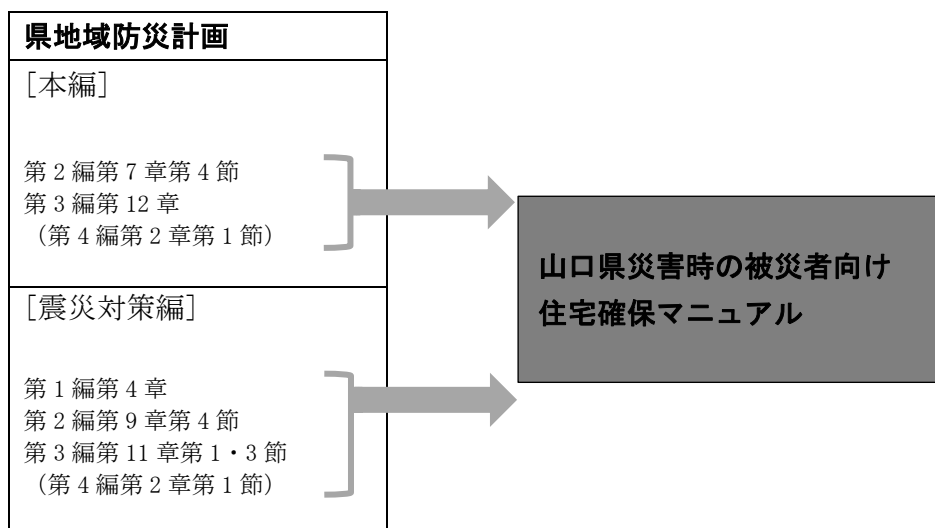 県地域防災計画
[本編]
第2編第7章第4節
第3編第12章
(第4編第2章第1節)
[震災対策編]
第1編第4章
第2編第9章第4節
第3編第11章第1・3節
(第4編第2章第1節)
山口県災害時の被災者向け
住宅確保マニュアル